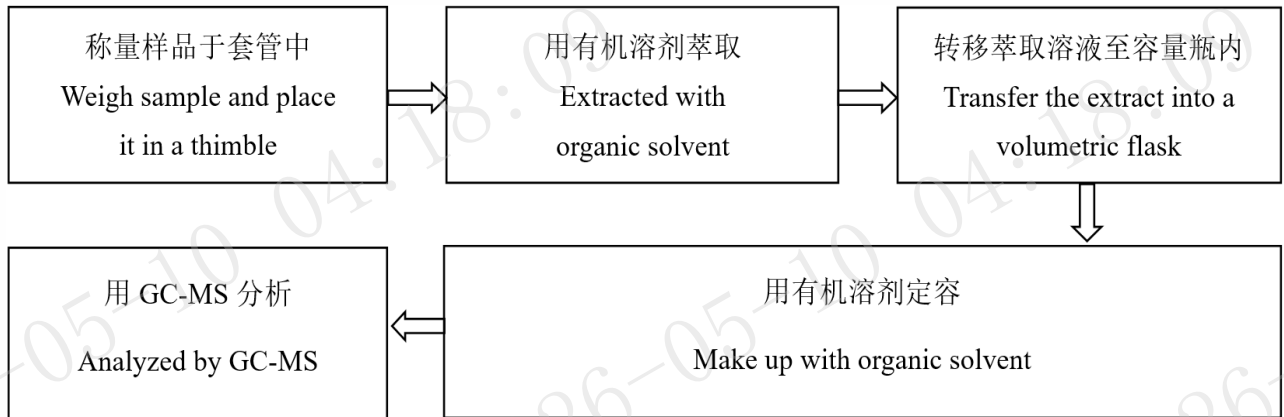 称量样品于套管中
Weigh sample and place
it in a thimble
用有机溶剂萃取
Extracted with
organic solvent
转移萃取溶液至容量瓶内
Transfer the extract into a
volumetric flask
用有机溶剂定容
Make up with organic solvent
用 GC-MS 分析
Analyzed by GC-MS